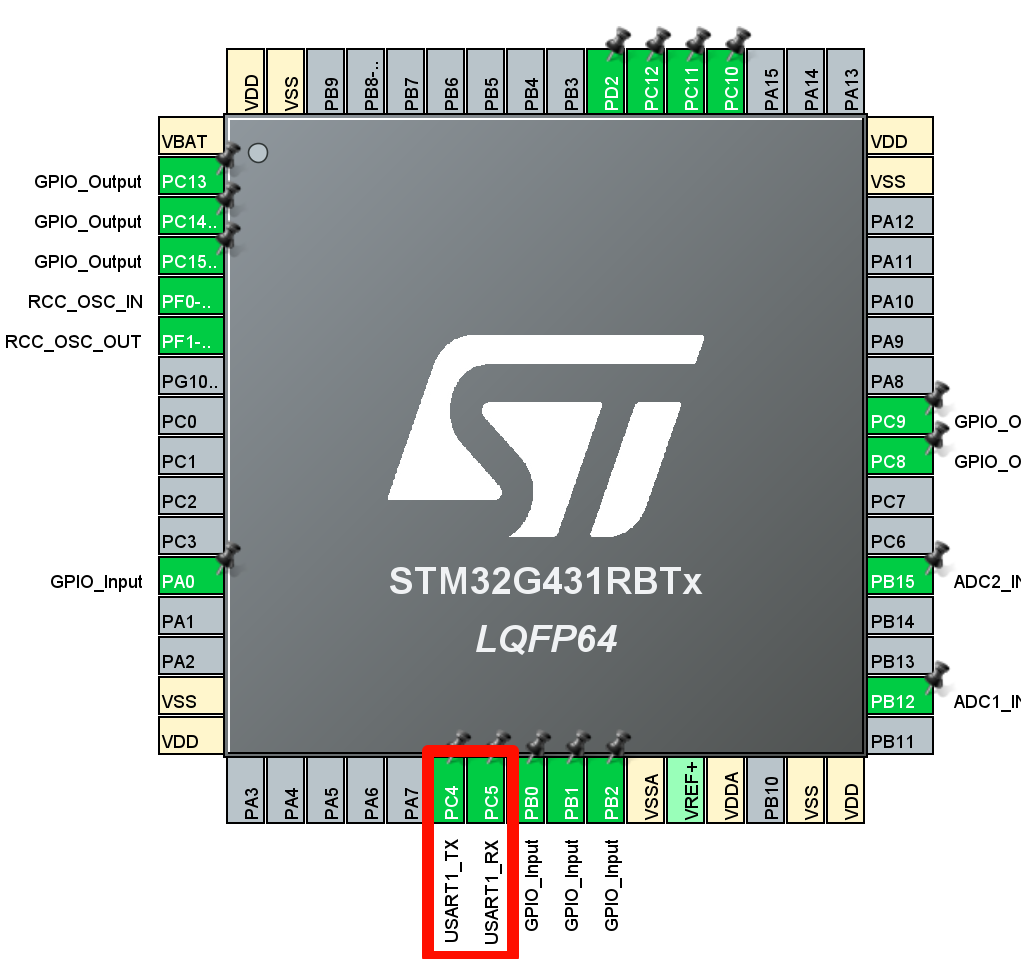 VDD
VSS
PB9
PB8-..
PB7
PB6
PB5
PB4
PB3
PD2
PC12
PC11
PC10
PA15
PA14
PA13
VBAT
GPIO_Output PC13
GPIO_Output PC14..
GPIO_Output PC15..
RCC_OSC_IN PF0-..
RCC_OSC_OUT PF1-..
PG10..
PC0
PC1
PC2
PC3
GPIO_Input PA0
PA1
PA2
VSS
VDD
ST
STM32G431RBTx
LQFP64
VDD
VSS
PA12
PA11
PA10
PA9
PA8
PC9 GPIO_O
PC8 GPIO_O
PC7
PC6
PB15 ADC2_IN
PB14
PB13
PB12 ADC1_IN
PB11
PA3
PA4
PA5
PA6
PA7
PC4
PC5
PB0
PB1
PB2
VSSA
VREF+
VDDA
PB10
VSS
VDD
USART1_TX
USART1_RX
GPIO_Input
GPIO_Input
GPIO_Input